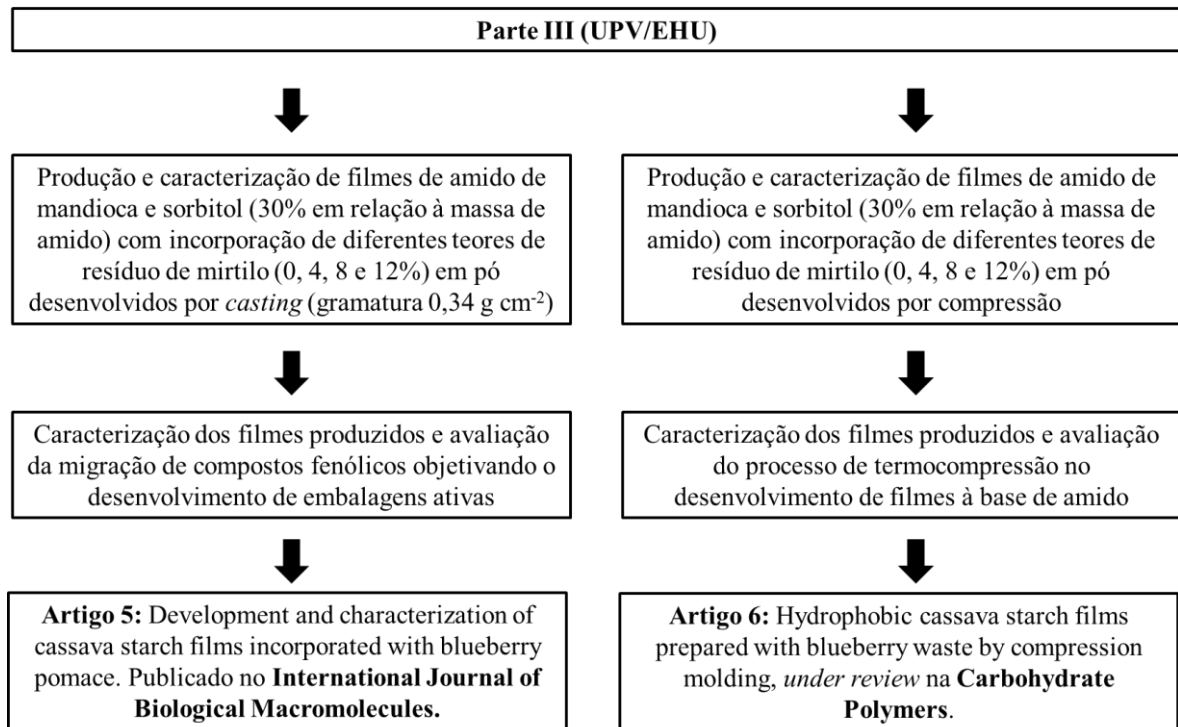 Parte III (UPV/EHU)
Produção e caracterização de filmes de amido de
mandioca e sorbitol (30% em relação à massa de
amido) com incorporação de diferentes teores de
resíduo de mirtilo (0, 4, 8 e 12%) em pó
desenvolvidos por casting (gramatura 0,34 g cm⁻²)
Produção e caracterização de filmes de amido de
mandioca e sorbitol (30% em relação à massa de
amido) com incorporação de diferentes teores de
resíduo de mirtilo (0, 4, 8 e 12%) em pó
desenvolvidos por compressão
Caracterização dos filmes produzidos e avaliação
da migração de compostos fenólicos objetivando o
desenvolvimento de embalagens ativas
Caracterização dos filmes produzidos e avaliação
do processo de termocompressão no
desenvolvimento de filmes à base de amido
Artigo 5: Development and characterization of
cassava starch films incorporated with blueberry
pomace. Publicado no International Journal of
Biological Macromolecules.
Artigo 6: Hydrophobic cassava starch films
prepared with blueberry waste by compression
molding, under review na Carbohydrate
Polymers.